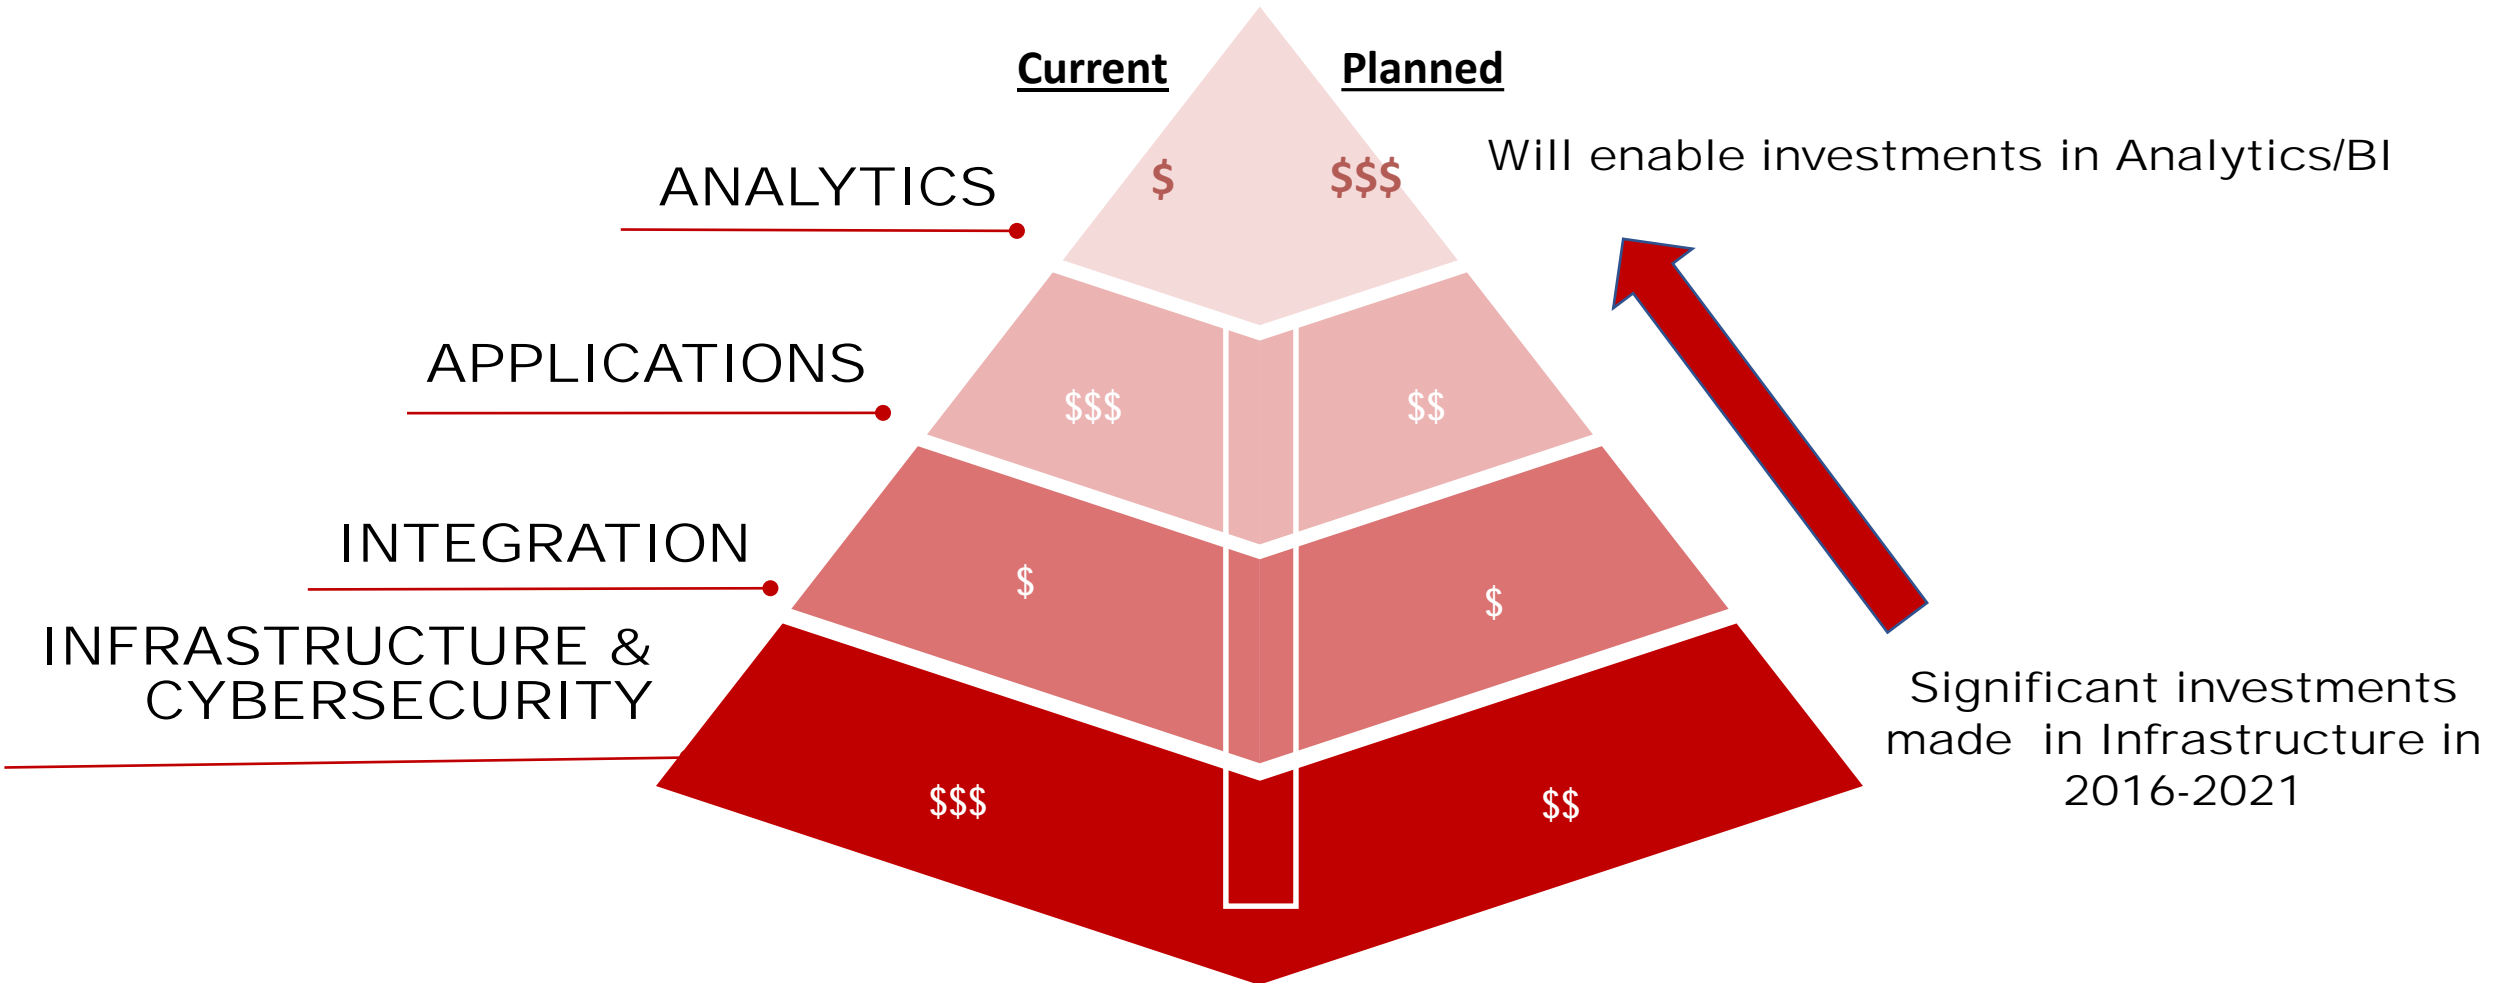 Current
Planned
ANALYTICS
$
$$$
Will enable investments in Analytics/BI
APPLICATIONS
$$$
$$
INTEGRATION
$
$
INFRASTRUCTURE &
CYBERSECURITY
$$$
$$
Significant investments
made in Infrastructure in
2016-2021